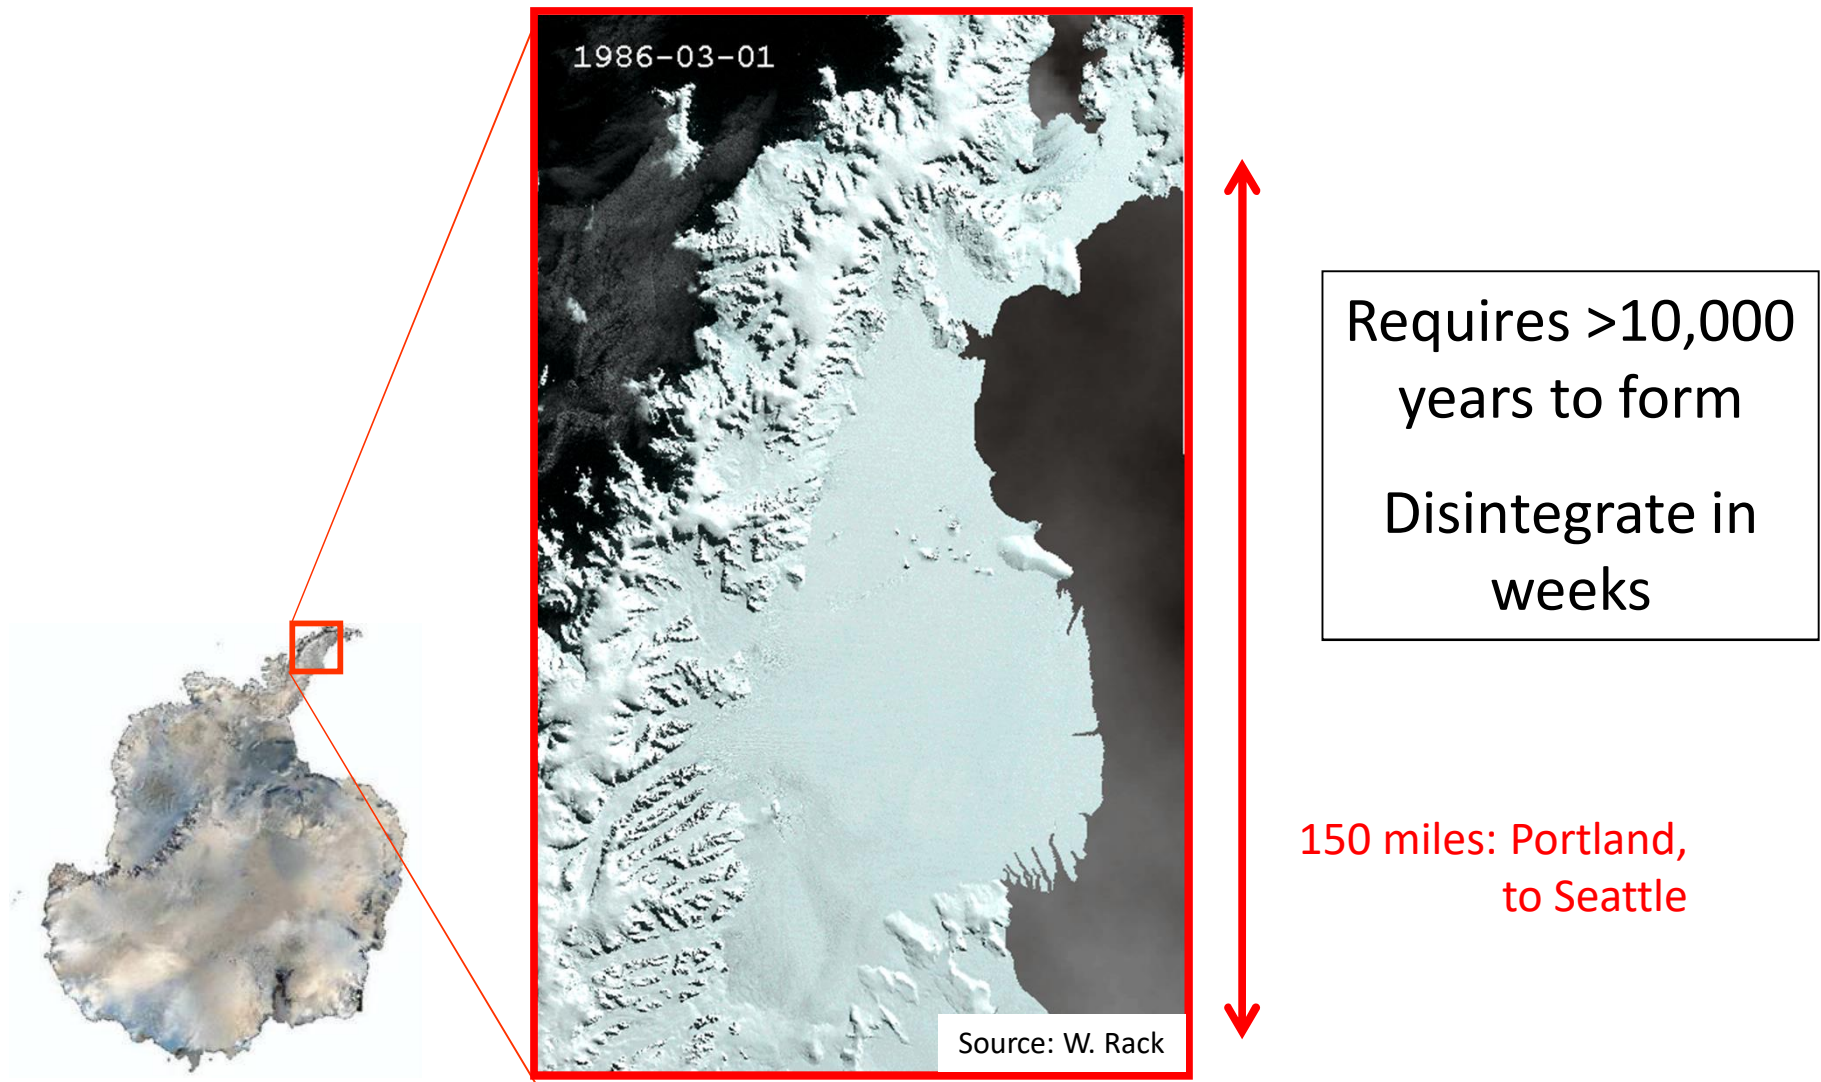 1986-03-01
Requires >10,000
years to form
Disintegrate in
weeks
150 miles: Portland,
to Seattle
Source: W. Rack